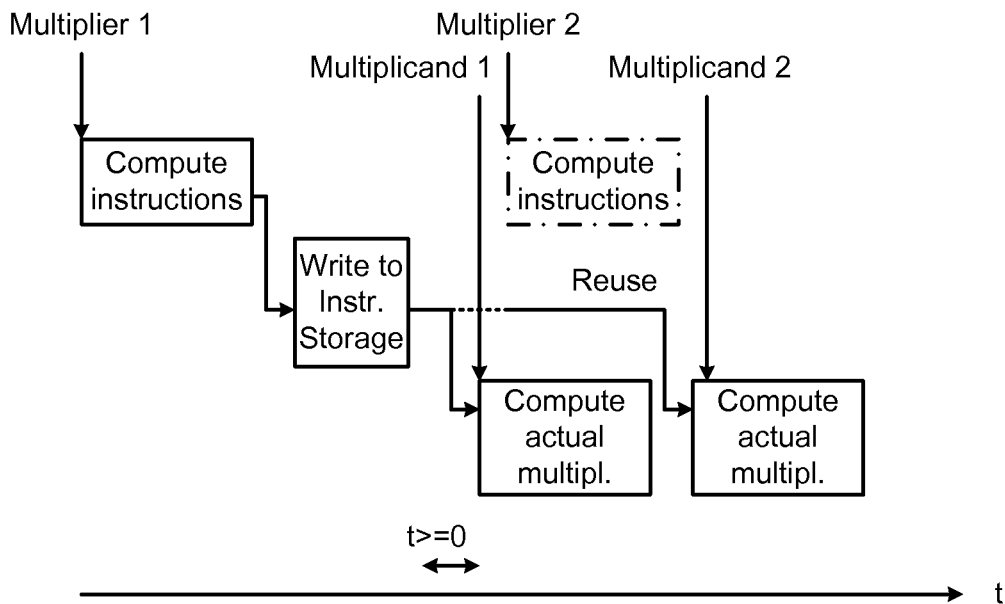 Multiplier 1
Multiplier 2
Multiplicand 1
Multiplicand 2
Compute
instructions
Compute
instructions
Write to
Instr.
Storage
Reuse
Compute
actual
multipl.
Compute
actual
multipl.
t>=0
t